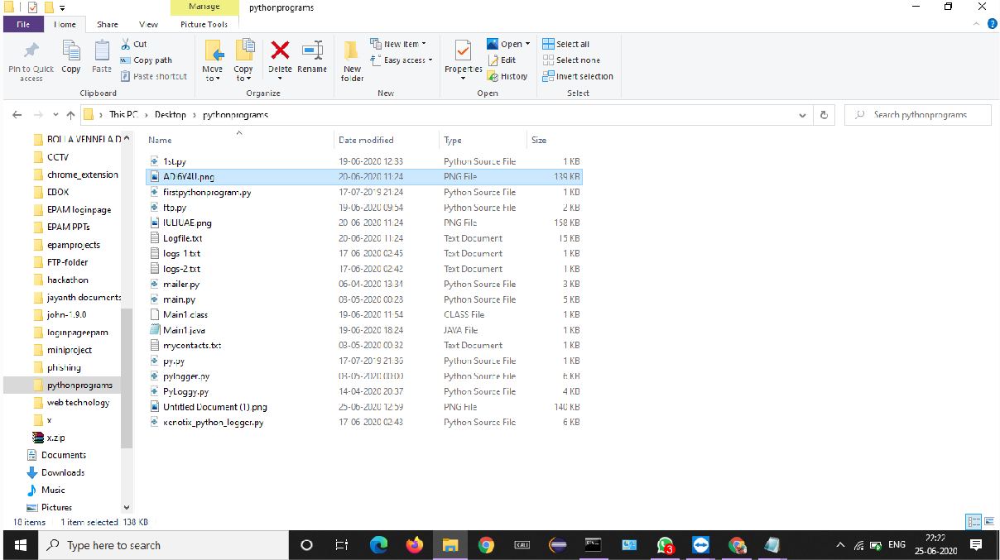 Manage pythonprograms
File Home Share View Picture Tools
Pin to Quick access
Copy
Paste
Cut
Copy path
Paste shortcut
Move to
Copy to
Delete
Rename
New folder
New item
Easy access
Properties
Open
Edit
History
Select all
Select none
Invert selection
Clipboard Organize New Open Select
This PC Desktop pythonprograms
Search pythonprograms
BOLLA VENNELA D
CCTV
chrome_extension
EBOX
EPAM loginpage
EPAM PPTs
epamprojects
FTP-folder
hackathon
jayanth documents
john-1.9.0
loginpageepam
miniproject
phishing
pythonprograms
web technology
x
x.zip
Documents
Downloads
Music
Pictures
Name Date modified Type Size
1st.py 19-06-2020 12:33 Python Source File 1 KB
ADI6Y4U.png 20-06-2020 11:24 PNG File 139 KB
firstpythonprogram.py 17-07-2019 21:24 Python Source File 1 KB
ftp.py 19-06-2020 09:54 Python Source File 2 KB
IULIUAE.png 20-06-2020 11:24 PNG File 158 KB
Logfile.txt 20-06-2020 11:24 Text Document 15 KB
logs-1.txt 17-06-2020 02:45 Text Document 1 KB
logs-2.txt 17-06-2020 02:42 Text Document 1 KB
mailer.py 06-04-2020 13:34 Python Source File 3 KB
main.py 03-05-2020 00:28 Python Source File 5 KB
Main1.class 19-06-2020 11:54 CLASS File 1 KB
Main1.java 19-06-2020 18:24 JAVA File 1 KB
mycontacts.txt 03-05-2020 00:32 Text Document 1 KB
py.py 17-07-2019 21:36 Python Source File 1 KB
pylogger.py 03-05-2020 00:00 Python Source File 6 KB
PyLoggy.py 14-04-2020 20:37 Python Source File 4 KB
Untitled Document (1).png 25-06-2020 12:59 PNG File 140 KB
xenotix_python_logger.py 17-06-2020 02:43 Python Source File 6 KB
18 items 1 item selected 138 KB
Type here to search
KALI
3
ENG
22:22
25-06-2020